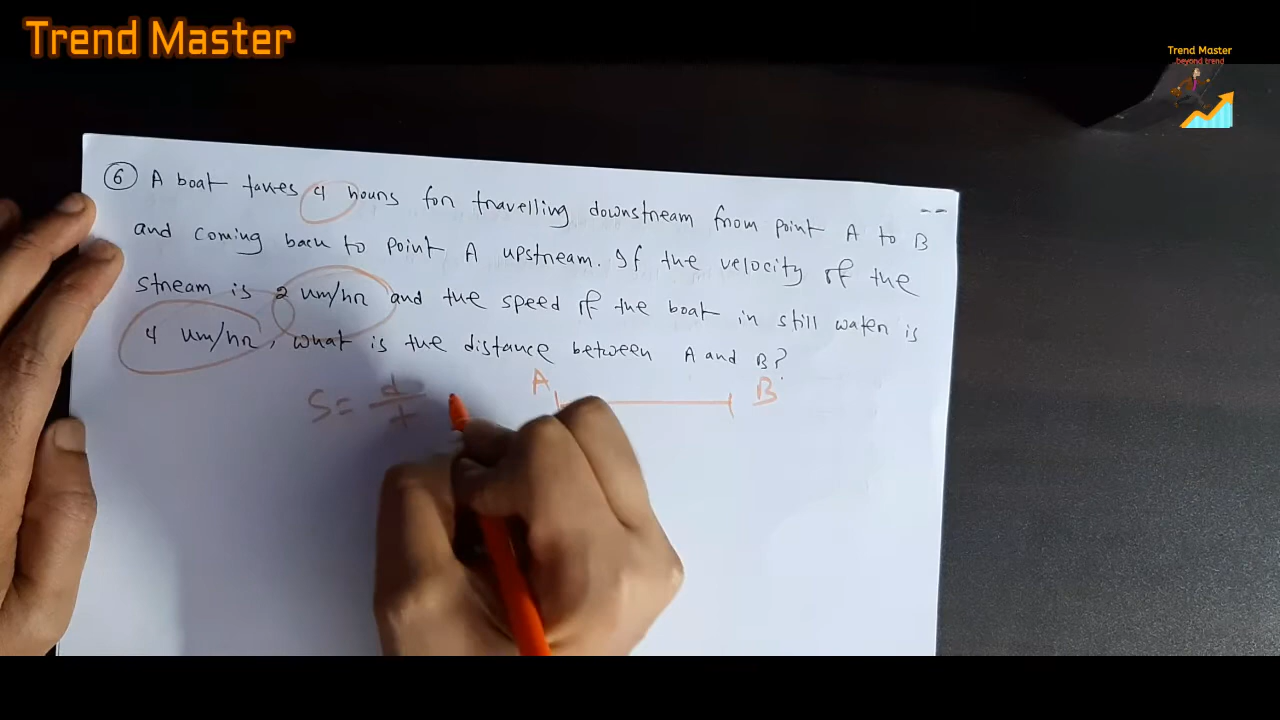 Trend Master
Trend Master
beyond trend
6 A boat takes 4 hours for travelling downstream from point A to B
and coming back to point A upstream. If the velocity of the
stream is 2 km/hr and the speed of the boat in still water is
4 km/hr, what is the distance between A and B?
S = d/t
A B